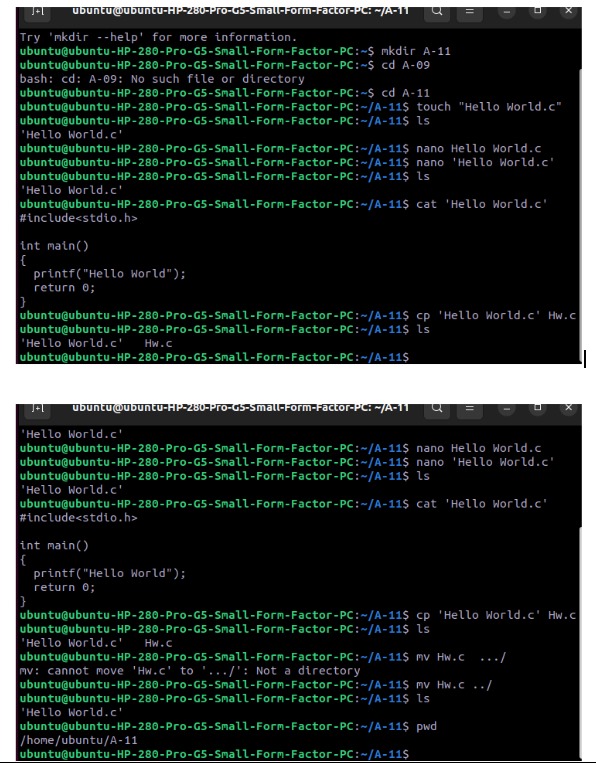 ubuntu@ubuntu-HP-280-Pro-G5-Small-Form-Factor-PC: ~/A-11
Try 'mkdir --help' for more information.
ubuntu@ubuntu-HP-280-Pro-G5-Small-Form-Factor-PC:~$ mkdir A-11
ubuntu@ubuntu-HP-280-Pro-G5-Small-Form-Factor-PC:~$ cd A-09
bash: cd: A-09: No such file or directory
ubuntu@ubuntu-HP-280-Pro-G5-Small-Form-Factor-PC:~$ cd A-11
ubuntu@ubuntu-HP-280-Pro-G5-Small-Form-Factor-PC:~/A-11$ touch "Hello World.c"
ubuntu@ubuntu-HP-280-Pro-G5-Small-Form-Factor-PC:~/A-11$ ls
'Hello World.c'
ubuntu@ubuntu-HP-280-Pro-G5-Small-Form-Factor-PC:~/A-11$ nano Hello World.c
ubuntu@ubuntu-HP-280-Pro-G5-Small-Form-Factor-PC:~/A-11$ nano 'Hello World.c'
ubuntu@ubuntu-HP-280-Pro-G5-Small-Form-Factor-PC:~/A-11$ ls
'Hello World.c'
ubuntu@ubuntu-HP-280-Pro-G5-Small-Form-Factor-PC:~/A-11$ cat 'Hello World.c'
#include<stdio.h>
int main()
{
  printf("Hello World");
  return 0;
}
ubuntu@ubuntu-HP-280-Pro-G5-Small-Form-Factor-PC:~/A-11$ cp 'Hello World.c' Hw.c
ubuntu@ubuntu-HP-280-Pro-G5-Small-Form-Factor-PC:~/A-11$ ls
'Hello World.c'   Hw.c
ubuntu@ubuntu-HP-280-Pro-G5-Small-Form-Factor-PC:~/A-11$
ubuntu@ubuntu-HP-280-Pro-G5-Small-Form-Factor-PC: ~/A-11
'Hello World.c'
ubuntu@ubuntu-HP-280-Pro-G5-Small-Form-Factor-PC:~/A-11$ nano Hello World.c
ubuntu@ubuntu-HP-280-Pro-G5-Small-Form-Factor-PC:~/A-11$ nano 'Hello World.c'
ubuntu@ubuntu-HP-280-Pro-G5-Small-Form-Factor-PC:~/A-11$ ls
'Hello World.c'
ubuntu@ubuntu-HP-280-Pro-G5-Small-Form-Factor-PC:~/A-11$ cat 'Hello World.c'
#include<stdio.h>
int main()
{
  printf("Hello World");
  return 0;
}
ubuntu@ubuntu-HP-280-Pro-G5-Small-Form-Factor-PC:~/A-11$ cp 'Hello World.c' Hw.c
ubuntu@ubuntu-HP-280-Pro-G5-Small-Form-Factor-PC:~/A-11$ ls
'Hello World.c'   Hw.c
ubuntu@ubuntu-HP-280-Pro-G5-Small-Form-Factor-PC:~/A-11$ mv Hw.c  .../
mv: cannot move 'Hw.c' to '.../': Not a directory
ubuntu@ubuntu-HP-280-Pro-G5-Small-Form-Factor-PC:~/A-11$ mv Hw.c ../
ubuntu@ubuntu-HP-280-Pro-G5-Small-Form-Factor-PC:~/A-11$ ls
'Hello World.c'
ubuntu@ubuntu-HP-280-Pro-G5-Small-Form-Factor-PC:~/A-11$ pwd
/home/ubuntu/A-11
ubuntu@ubuntu-HP-280-Pro-G5-Small-Form-Factor-PC:~/A-11$